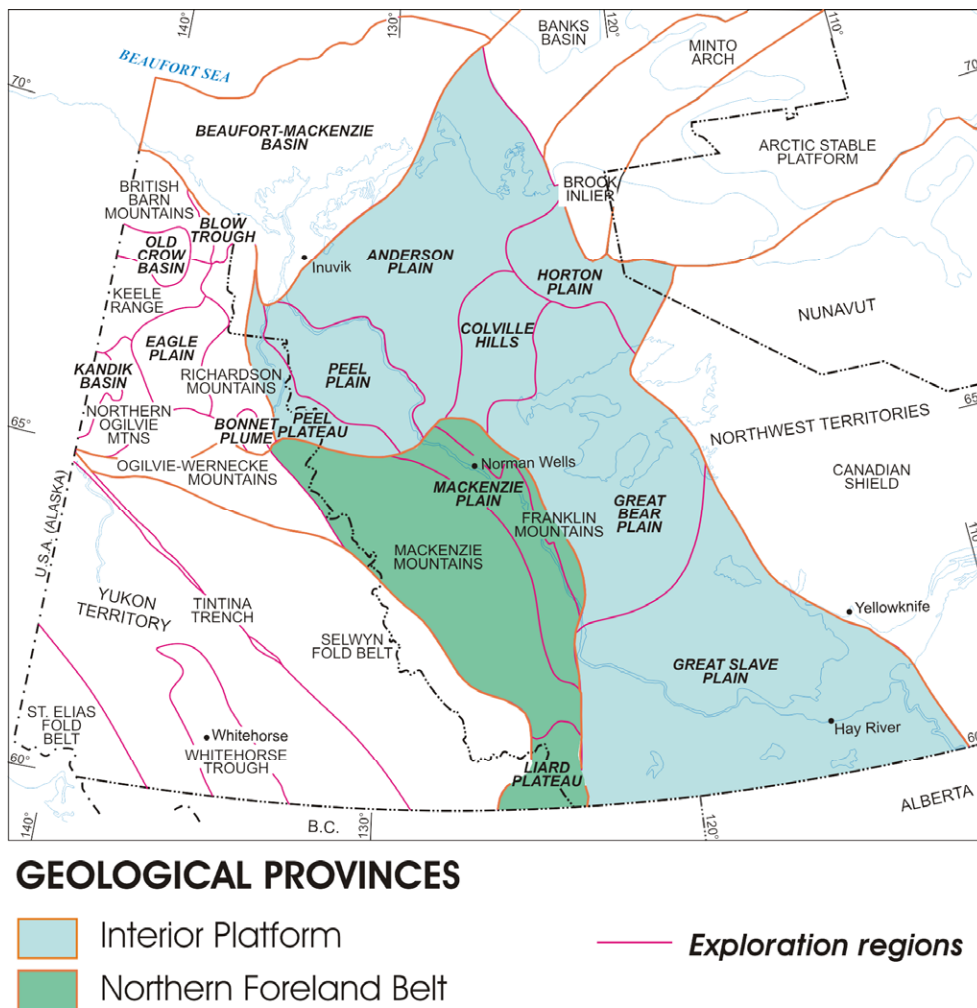 140°
130°
120°
110°
BANKS
BASIN
MINTO
ARCH
70°
BEAUFORT SEA
70
BEAUFORT-MACKENZIE
BASIN
ARCTIC STABLE
PLATFORM
BRITISH
BARN
MOUNTAINS
BROCK
INLIER
BLOW
TROUGH
OLD
CROW
BASIN
Inuvik
ANDERSON
PLAIN
HORTON
PLAIN
KEELE
RANGE
NUNAVUT
COLVILLE
HILLS
EAGLE
PLAIN
KANDIK
BASIN
RICHARDSON
MOUNTAINS
PEEL
PLAIN
65
NORTHERN
OGILVIE
MTNS
BONNET
PLUME
PEEL
PLATEAU
65°
NORTHWEST TERRITORIES
OGILVIE-WERNECKE
MOUNTAINS
Norman Wells
CANADIAN
SHIELD
MACKENZIE
PLAIN
GREAT
BEAR
PLAIN
FRANKLIN
MOUNTAINS
U.S.A. (ALASKA)
MACKENZIE
MOUNTAINS
110
YUKON
TERRITORY
TINTINA
TRENCH
Yellowknife
SELWYN
FOLD BELT
GREAT SLAVE
PLAIN
ST. ELIAS
FOLD
BELT
Whitehorse
WHITEHORSE
TROUGH
Hay River
60
60°
LIARD
PLATEAU
ALBERTA
140°
B.C.
130°
120°
GEOLOGICAL PROVINCES
Interior Platform
Exploration regions
Northern Foreland Belt